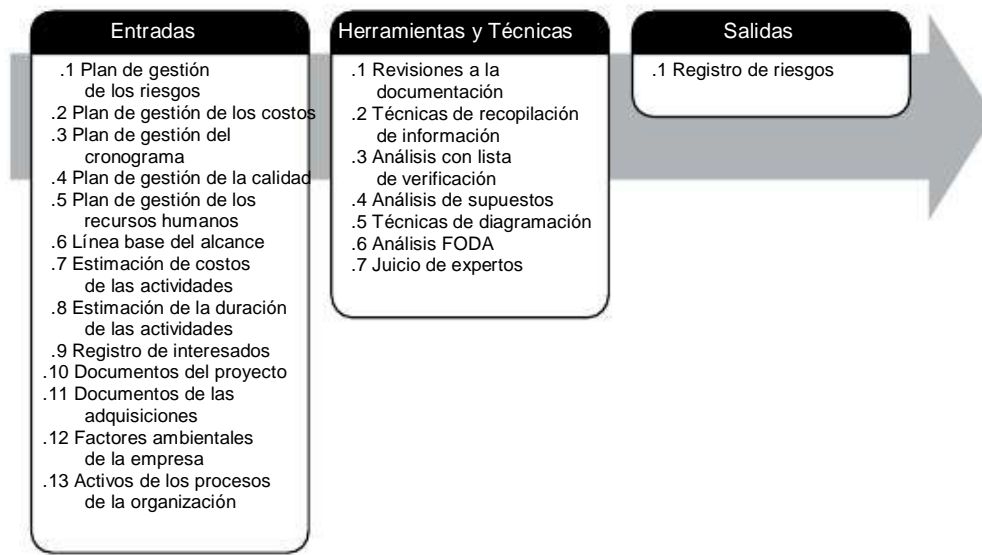 Entradas
.1 Plan de gestión
de los riesgos
.2 Plan de gestión de los costos
.3 Plan de gestión del
cronograma
.4 Plan de gestión de la calidad
.5 Plan de gestión de los
recursos humanos
.6 Línea base del alcance
.7 Estimación de costos
de las actividades
.8 Estimación de la duración
de las actividades
.9 Registro de interesados
.10 Documentos del proyecto
.11 Documentos de las
adquisiciones
.12 Factores ambientales
de la empresa
.13 Activos de los procesos
de la organización
Herramientas y Técnicas
.1 Revisiones a la
documentación
.2 Técnicas de recopilación
de información
.3 Análisis con lista
de verificación
.4 Análisis de supuestos
.5 Técnicas de diagramación
.6 Análisis FODA
.7 Juicio de expertos
Salidas
.1 Registro de riesgos